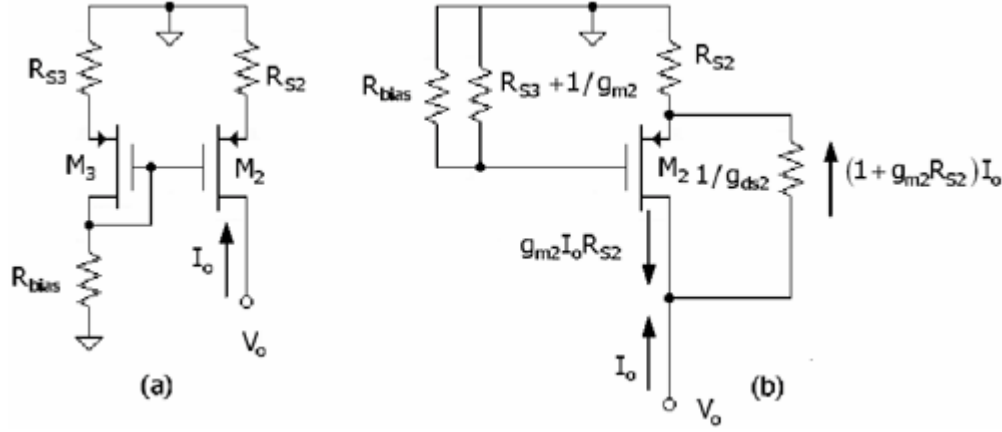 R_S3
R_S2
M_3
M_2
I_o
R_bias
V_o
(a)
R_bias
R_S3 + 1/g_m2
R_S2
M_2
1/g_ds2
(1 + g_m2 R_S2) I_o
g_m2 I_o R_S2
I_o
V_o
(b)